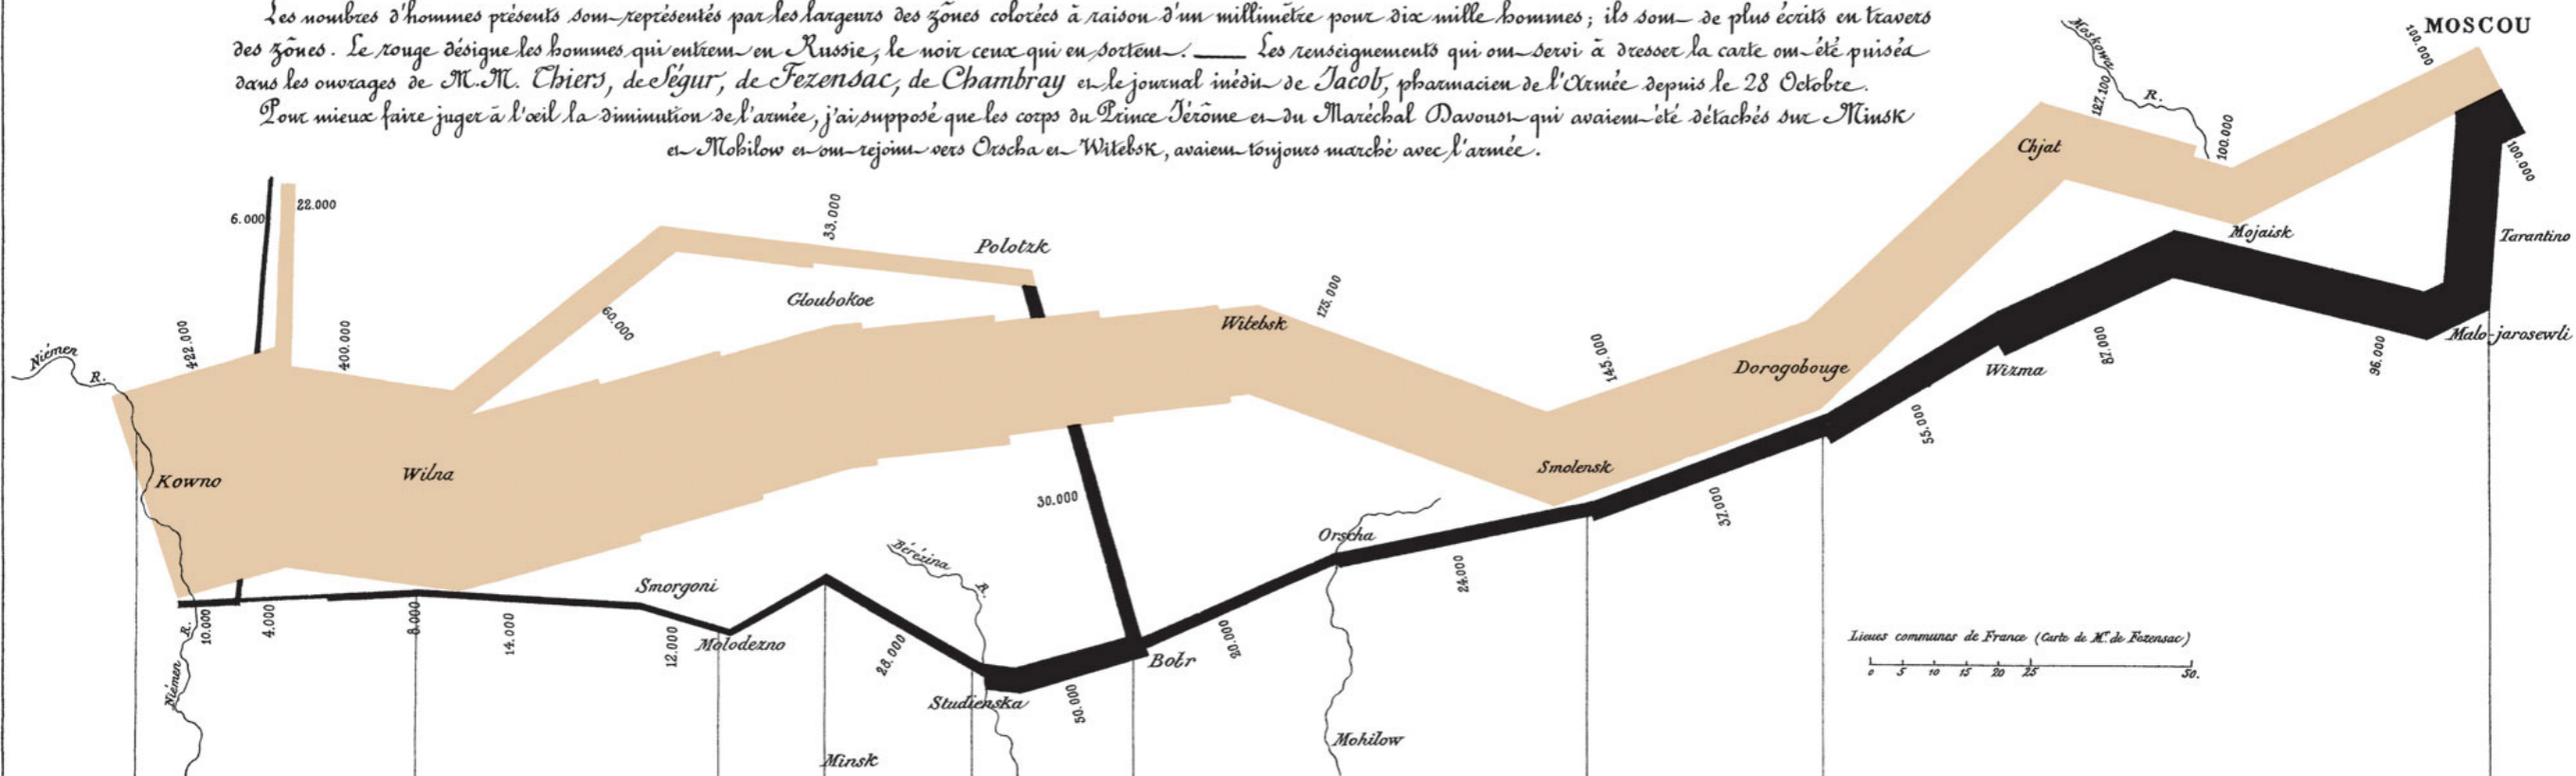 Les nombres d'hommes présents sont représentés par les largeurs des zônes colorées à raison d'un millimètre pour dix mille hommes; ils sont de plus écrits en travers
des zônes. Le rouge désigne les hommes qui entrent en Russie, le noir ceux qui en sortent. — Les renseignements qui ont servi à dresser la carte ont été puisés
dans les ouvrages de M.M. Thiers, de Ségur, de Fezensac, de Chambray et le journal inédit de Jacob, pharmacien de l'Armée depuis le 28 Octobre.
Pour mieux faire juger à l'œil la diminution de l'armée, j'ai supposé que les corps du Prince Jérôme et du Maréchal Davoust qui avaient été détachés sur Minsk
et Mohilow et ont rejoint vers Orscha et Witebsk, avaient toujours marché avec l'armée.
MOSCOU
100.000
Moskowa
R.
127.100
100.000
Chjat
100.000
6.000
22.000
33.000
Polotzk
Mojaisk
Tarantino
Gloubokoe
60.000
175.000
Witebsk
422.000
400.000
145.000
Dorogobouge
Wizma
87.000
96.000
Malo-jarosewli
Niémen
R.
55.000
Kowno
Wilna
Smolensk
30.000
37.000
Orscha
24.000
Bérézina
R.
Smorgoni
10.000
4.000
8.000
14.000
12.000
Molodezno
28.000
20.000
Botr
R.
Niémen
Studienska
50.000
Lieues communes de France (Carte de Mr. de Fezensac)
0 5 10 15 20 25 50.
Mohilow
Minsk